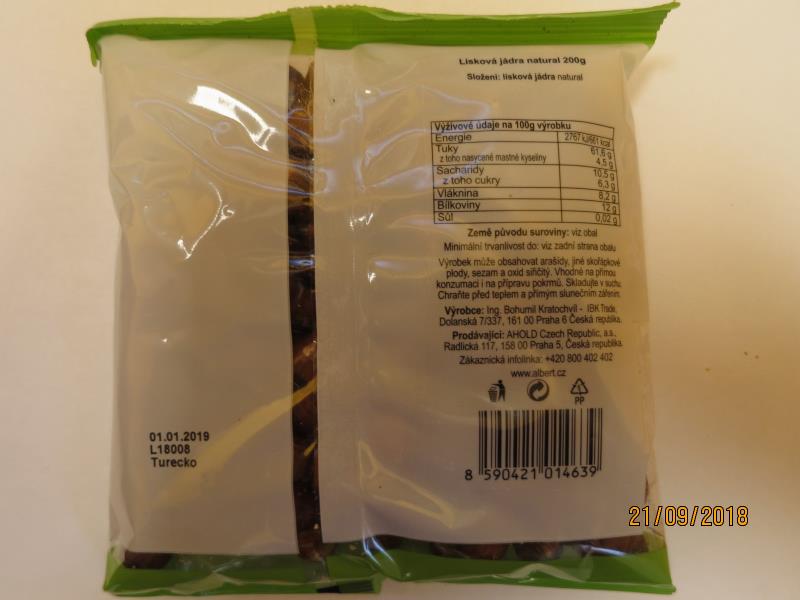 Lísková jádra natural 200g
Složení: lísková jádra natural
Výživové údaje na 100g výrobku
Energie 2767 kJ/661 kcal
Tuky 61,6 g
z toho nasycené mastné kyseliny 4,5 g
Sacharidy 10,5 g
z toho cukry 6,3 g
Vláknina 8,2 g
Bílkoviny 12 g
Sůl 0,02 g
Země původu suroviny: viz obal
Minimální trvanlivost do: viz zadní strana obalu
Výrobek může obsahovat arašídy, jiné skořápkové
plody, sezam a oxid siřičitý. Vhodné na přímou
konzumaci i na přípravu pokrmů. Skladujte v suchu.
Chraňte před teplem a přímým slunečním zářením.
Výrobce: Ing. Bohumil Kratochvíl - IBK Trade,
Dolanská 7/337, 161 00 Praha 6 Česká republika.
Prodávající: AHOLD Czech Republic, a.s.,
Radlická 117, 158 00 Praha 5, Česká republika.
Zákaznická infolinka: +420 800 402 402
www.albert.cz
5
PP
8 590421 014639
01.01.2019
L18008
Turecko
21/09/2018